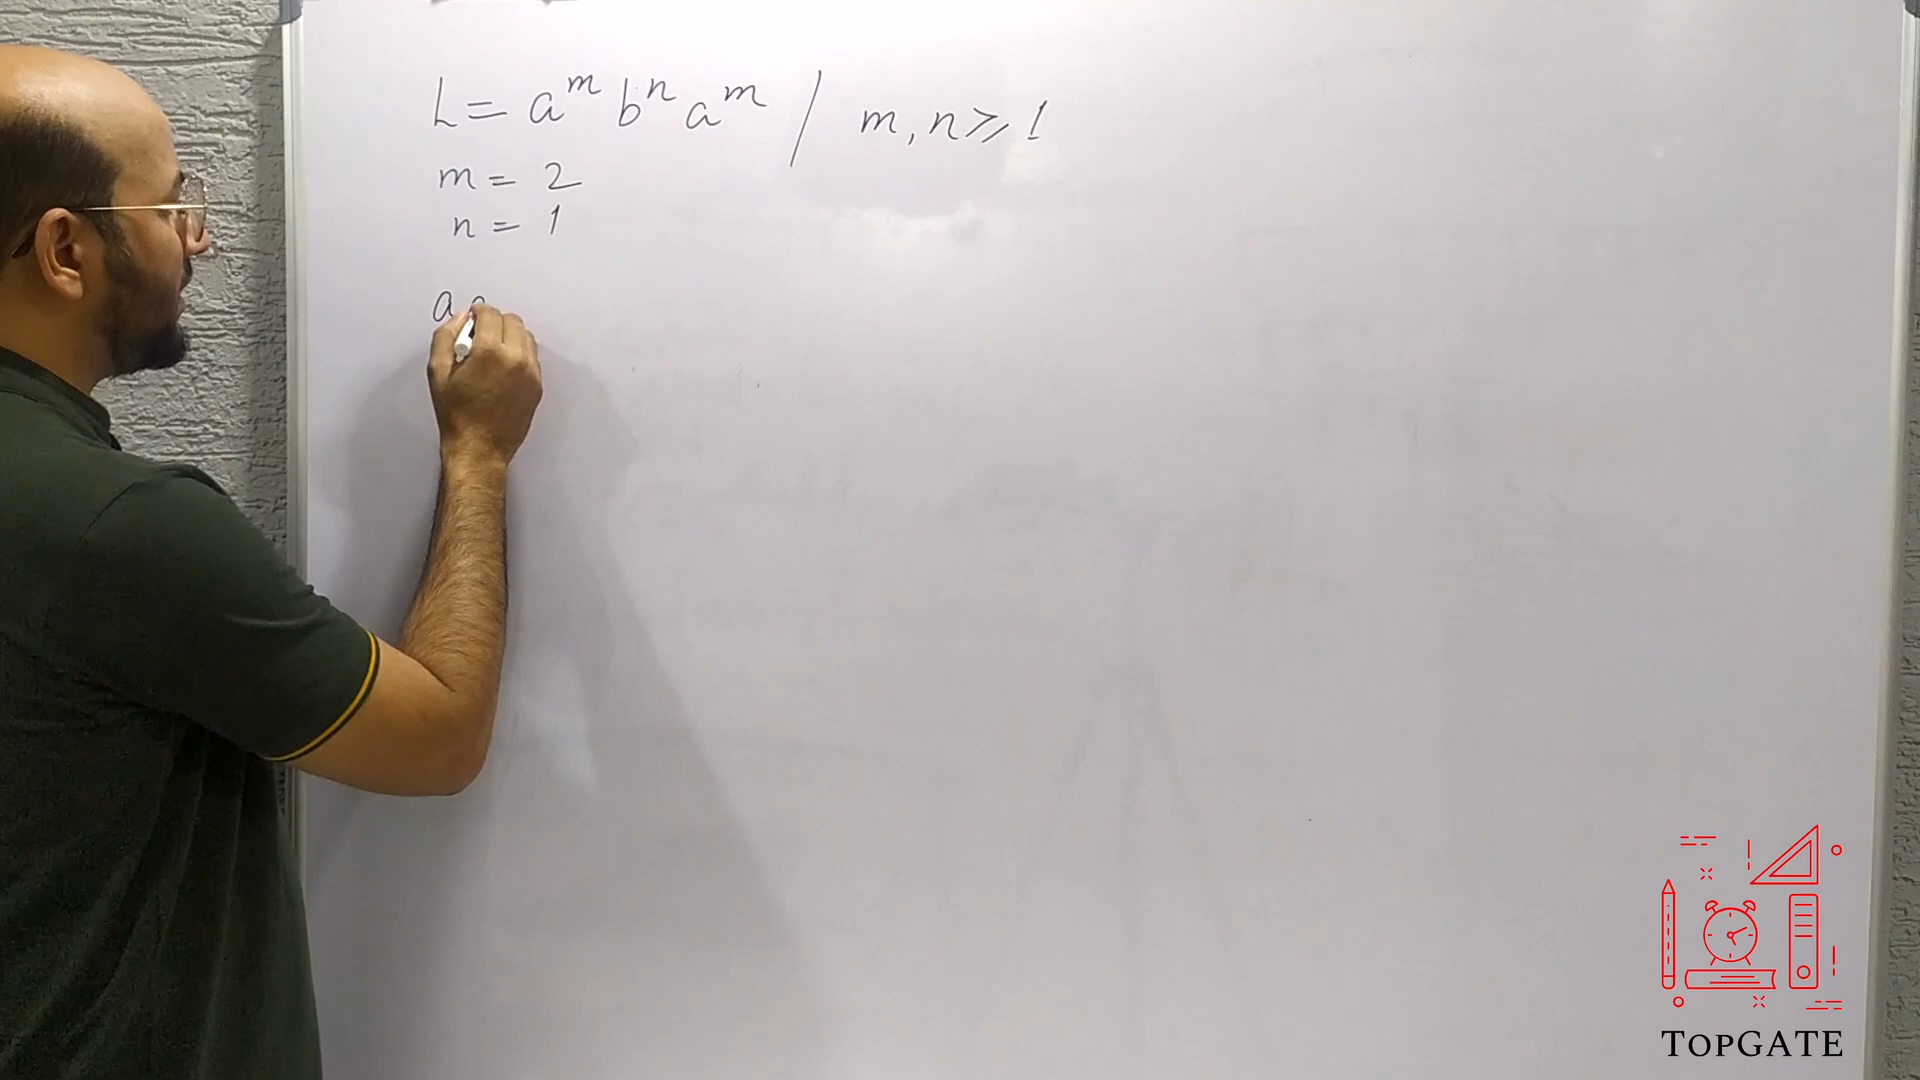 L = a^m b^n a^m / m, n ⩾ 1
m = 2
n = 1
a a
TOPGATE